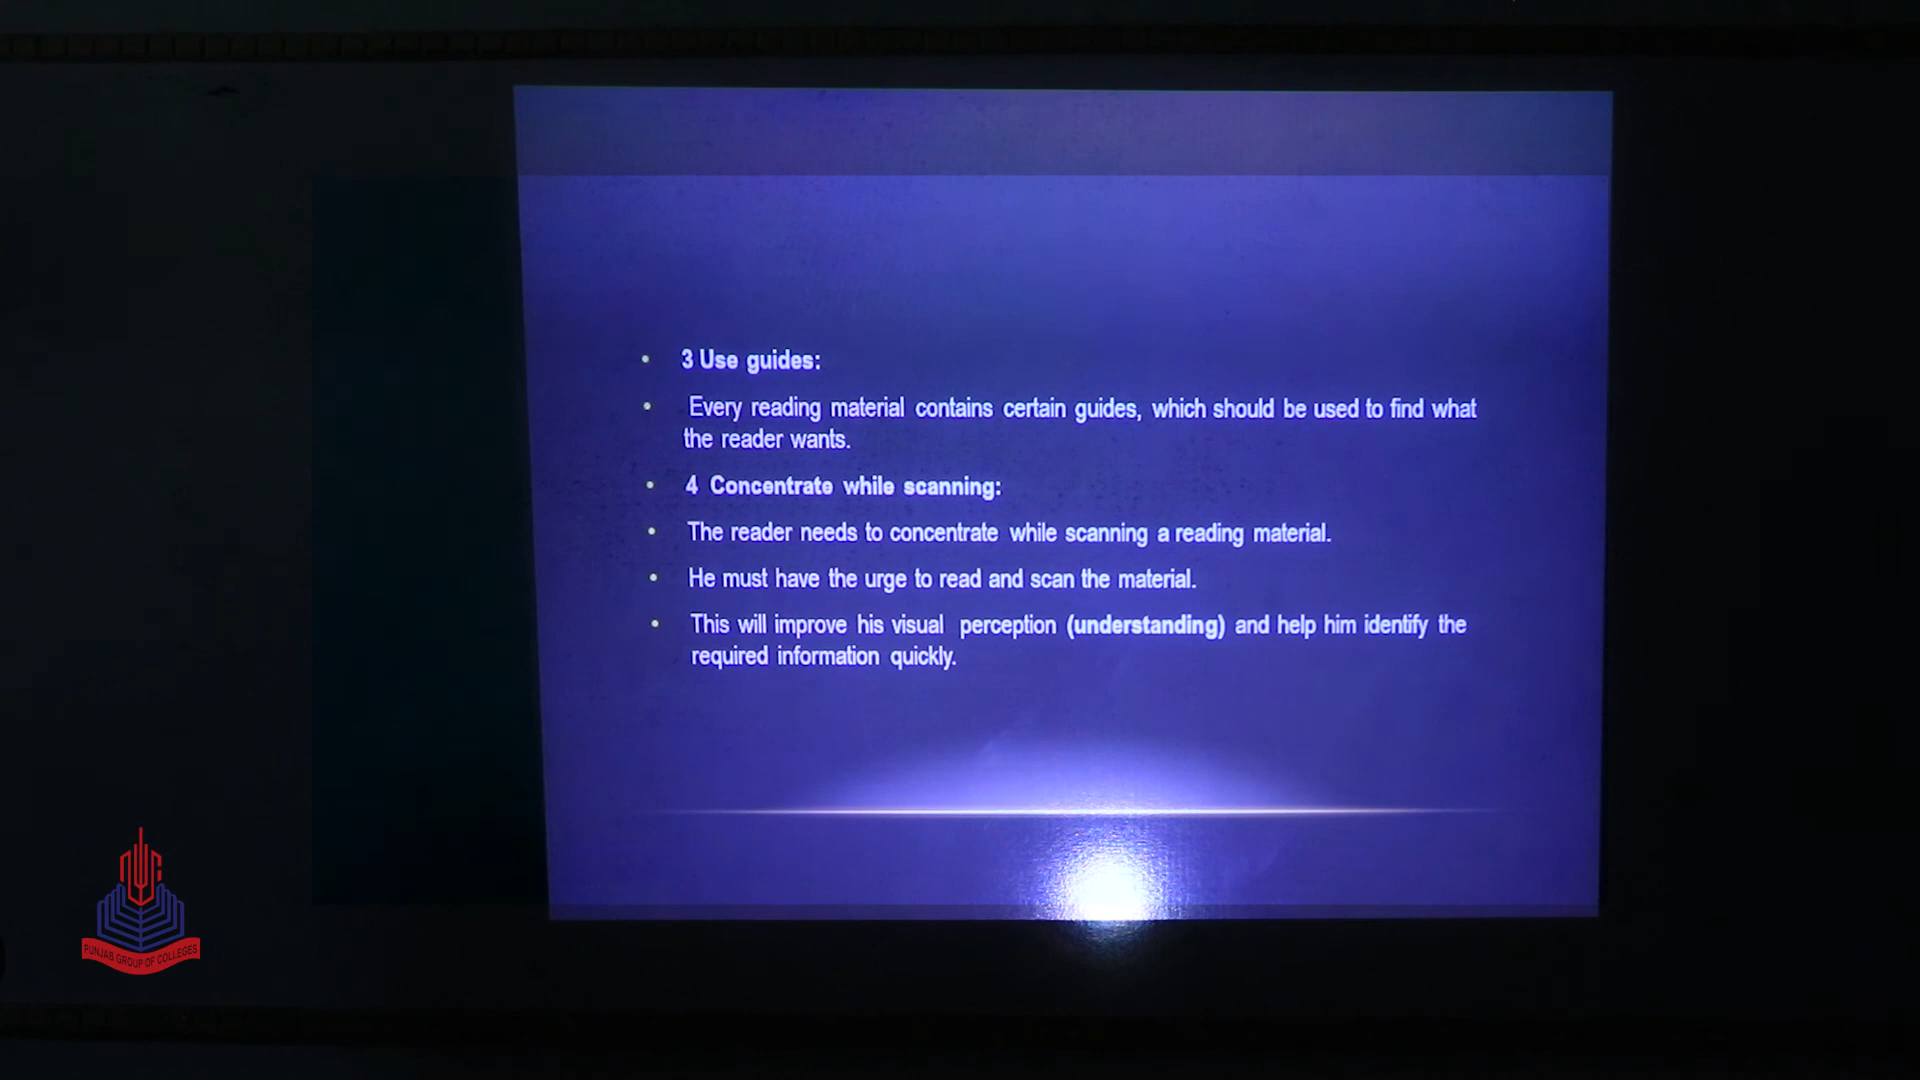 3 Use guides:
Every reading material contains certain guides, which should be used to find what
the reader wants.
4 Concentrate while scanning:
The reader needs to concentrate while scanning a reading material.
He must have the urge to read and scan the material.
This will improve his visual perception (understanding) and help him identify the
required information quickly.
PUNJAB GROUP OF COLLEGES